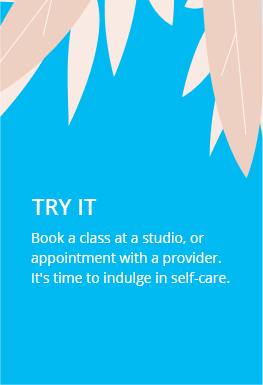 TRY IT
Book a class at a studio, or
appointment with a provider.
It's time to indulge in self-care.